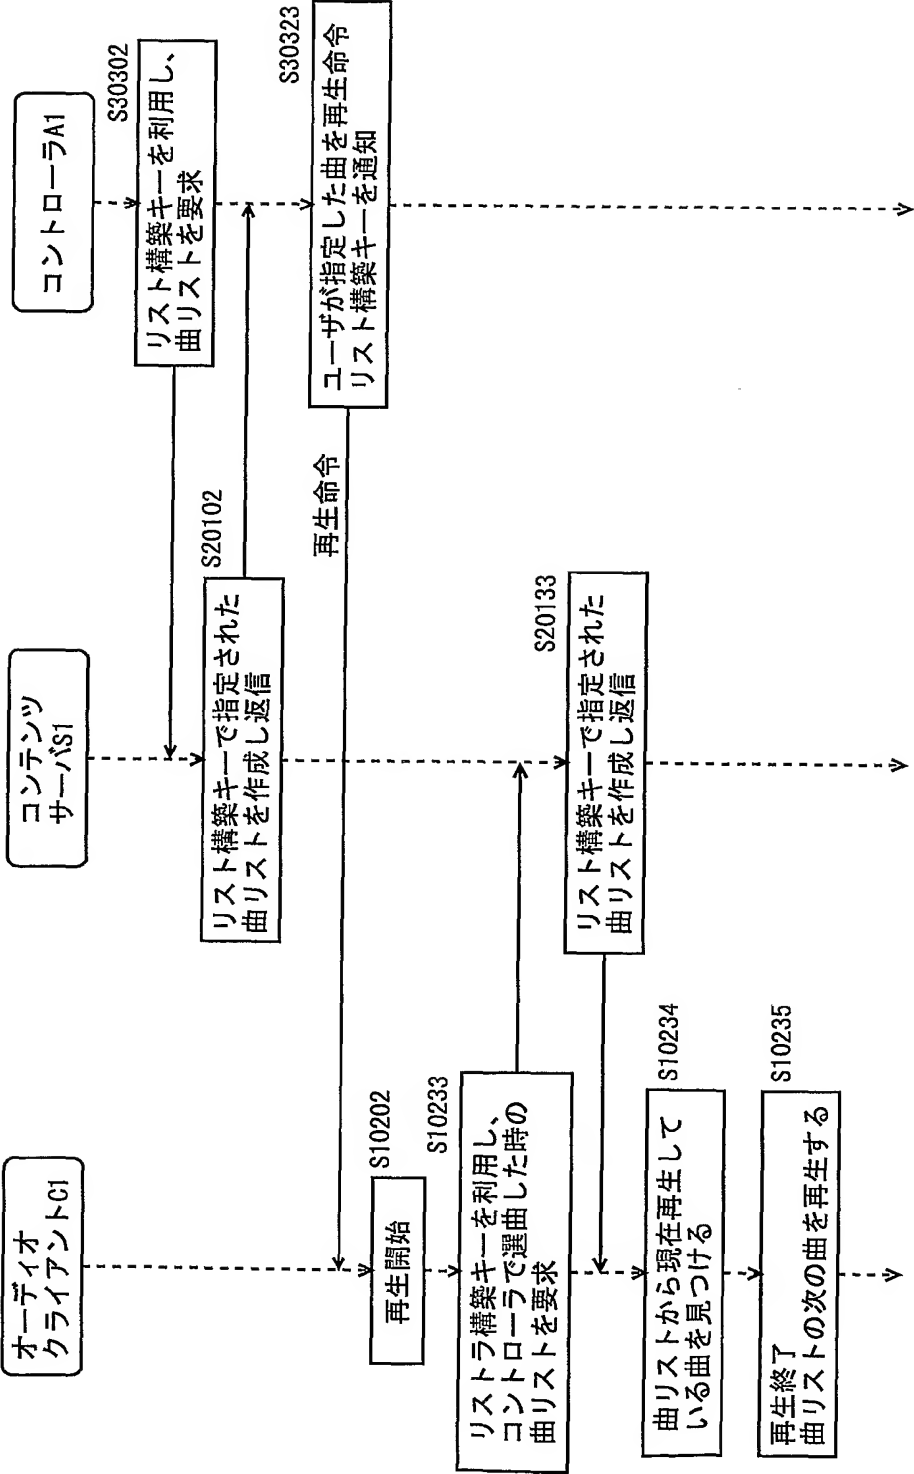 オーディオ
クライアントC1
コンテンツ
サーバS1
コントローラA1
S30302
リスト構築キーを利用し、
曲リストを要求
S20102
リスト構築キーで指定された
曲リストを作成し返信
S30323
ユーザが指定した曲を再生命令
リスト構築キーを通知
再生命令
S10202
再生開始
S10233
リストラ構築キーを利用し、
コントローラで選曲した時の
曲リストを要求
S20133
リスト構築キーで指定された
曲リストを作成し返信
S10234
曲リストから現在再生して
いる曲を見つける
S10235
再生終了
曲リストの次の曲を再生する